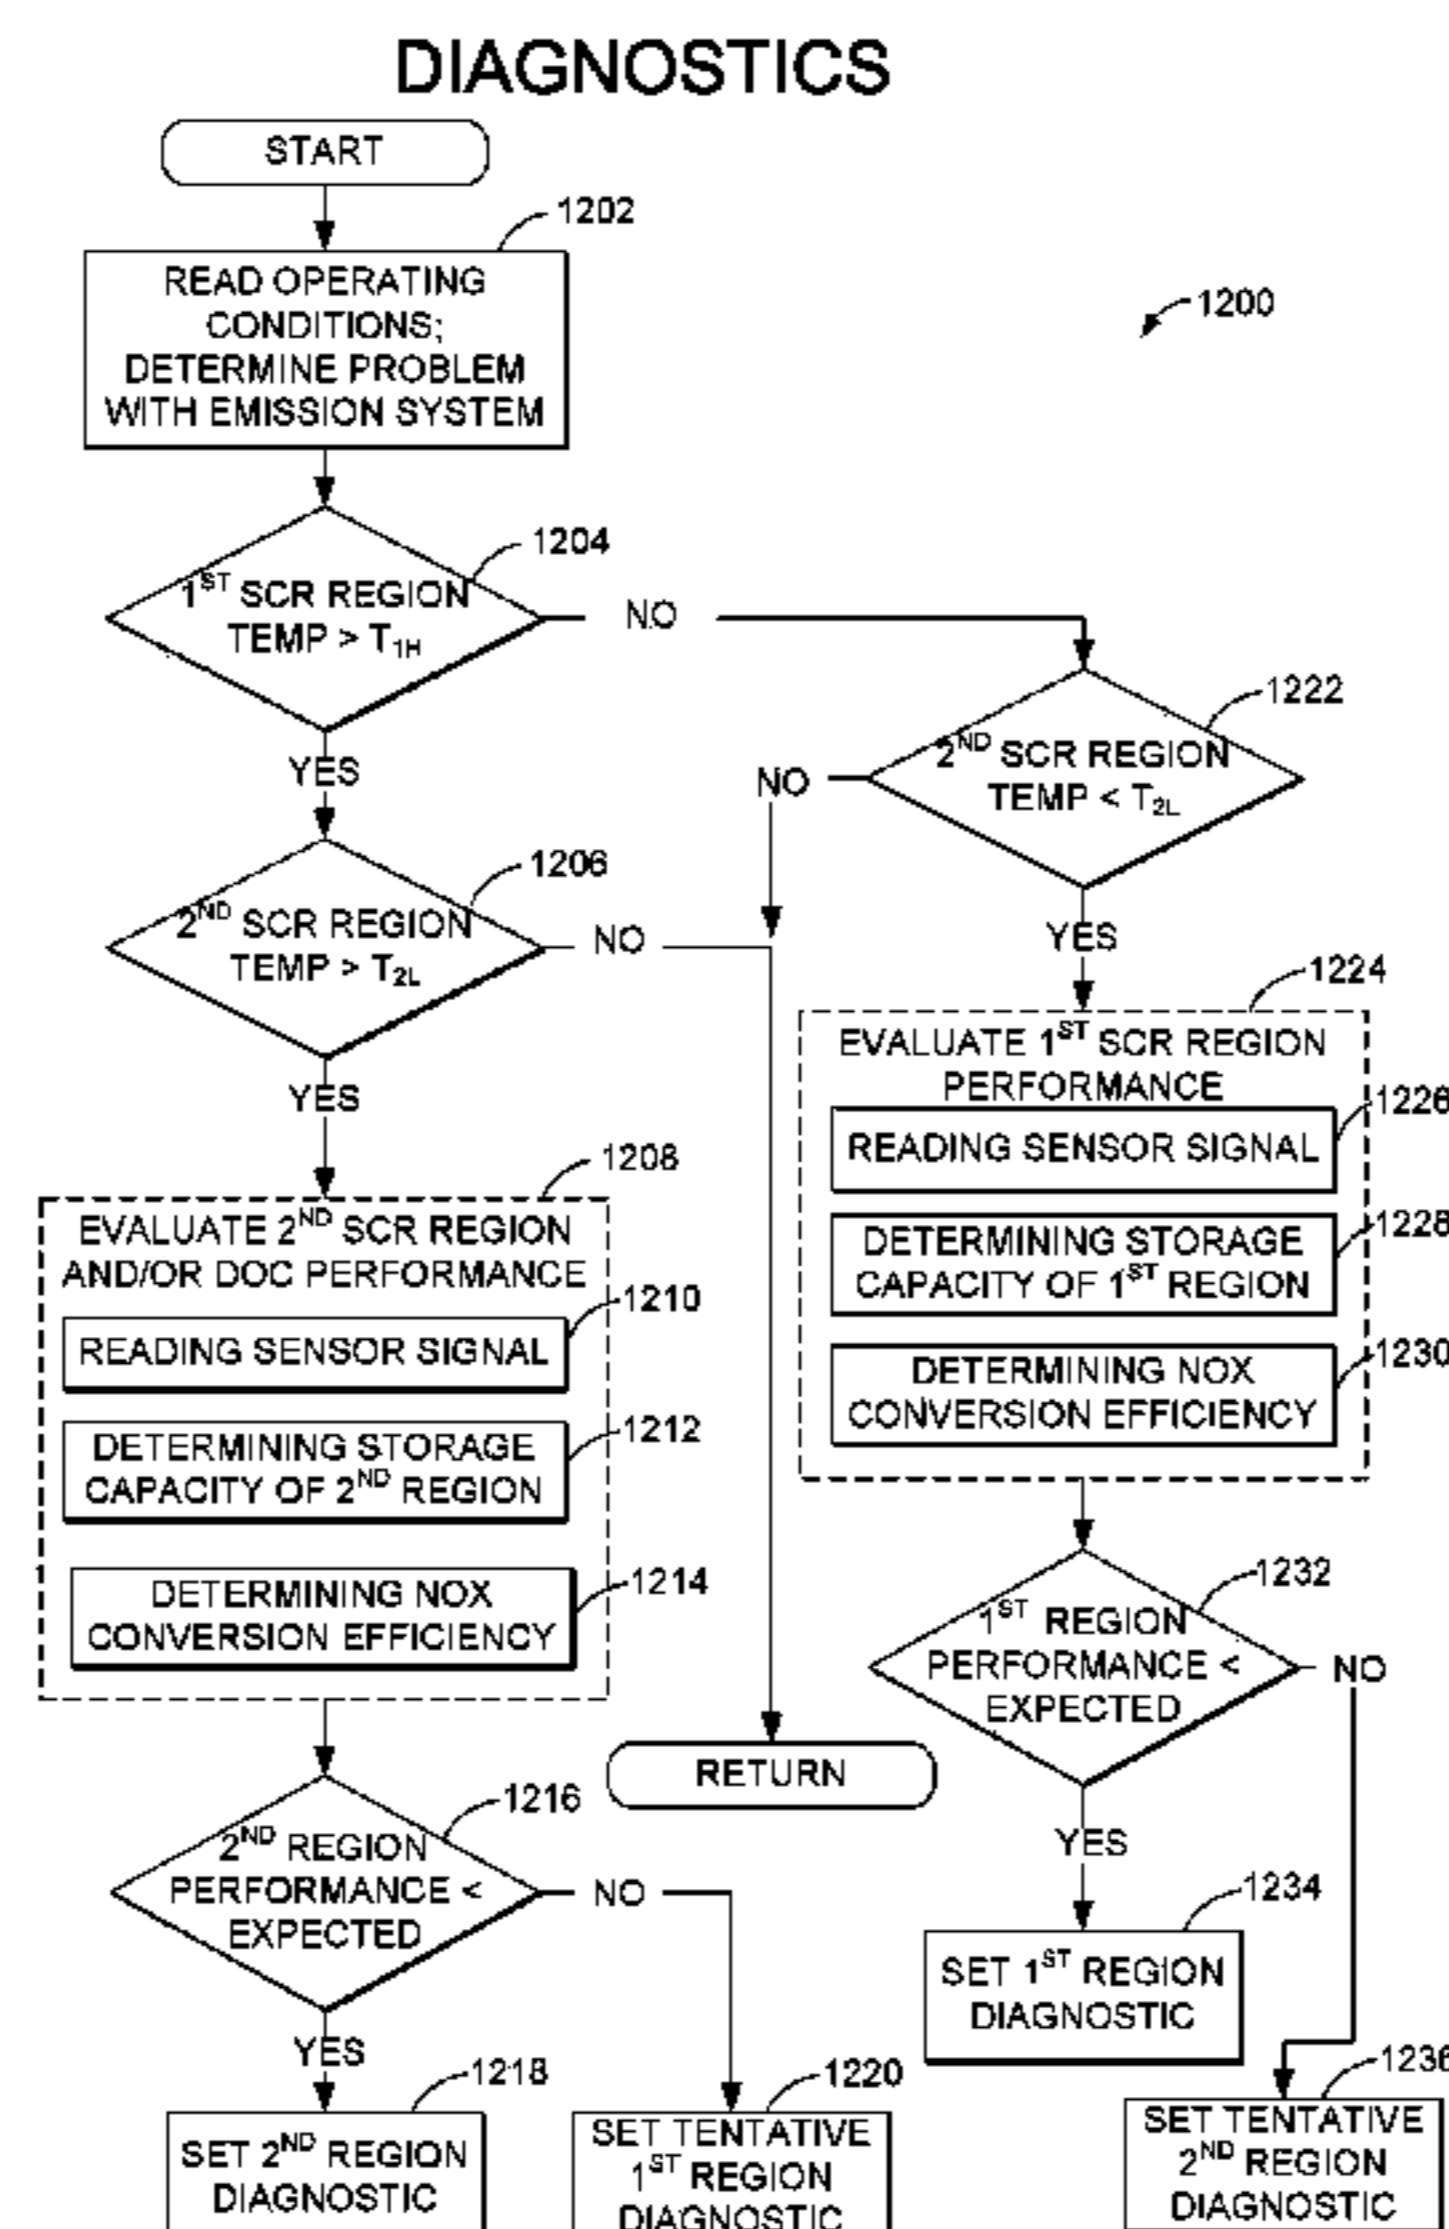 DIAGNOSTICS
START
1202
READ OPERATING
CONDITIONS;
DETERMINE PROBLEM
WITH EMISSION SYSTEM
1200
1204
1ST SCR REGION
TEMP > T1H
NO
YES
1222
2ND SCR REGION
TEMP < T2L
NO
YES
1206
2ND SCR REGION
TEMP > T2L
NO
YES
1208
EVALUATE 2ND SCR REGION
AND/OR DOC PERFORMANCE
1210
READING SENSOR SIGNAL
1212
DETERMINING STORAGE
CAPACITY OF 2ND REGION
1214
DETERMINING NOX
CONVERSION EFFICIENCY
1224
EVALUATE 1ST SCR REGION
PERFORMANCE
1226
READING SENSOR SIGNAL
1228
DETERMINING STORAGE
CAPACITY OF 1ST REGION
1230
DETERMINING NOX
CONVERSION EFFICIENCY
1232
1ST REGION
PERFORMANCE <
EXPECTED
NO
YES
RETURN
1216
2ND REGION
PERFORMANCE <
EXPECTED
NO
YES
1234
SET 1ST REGION
DIAGNOSTIC
1218
SET 2ND REGION
DIAGNOSTIC
1220
SET TENTATIVE
1ST REGION
DIAGNOSTIC
1236
SET TENTATIVE
2ND REGION
DIAGNOSTIC